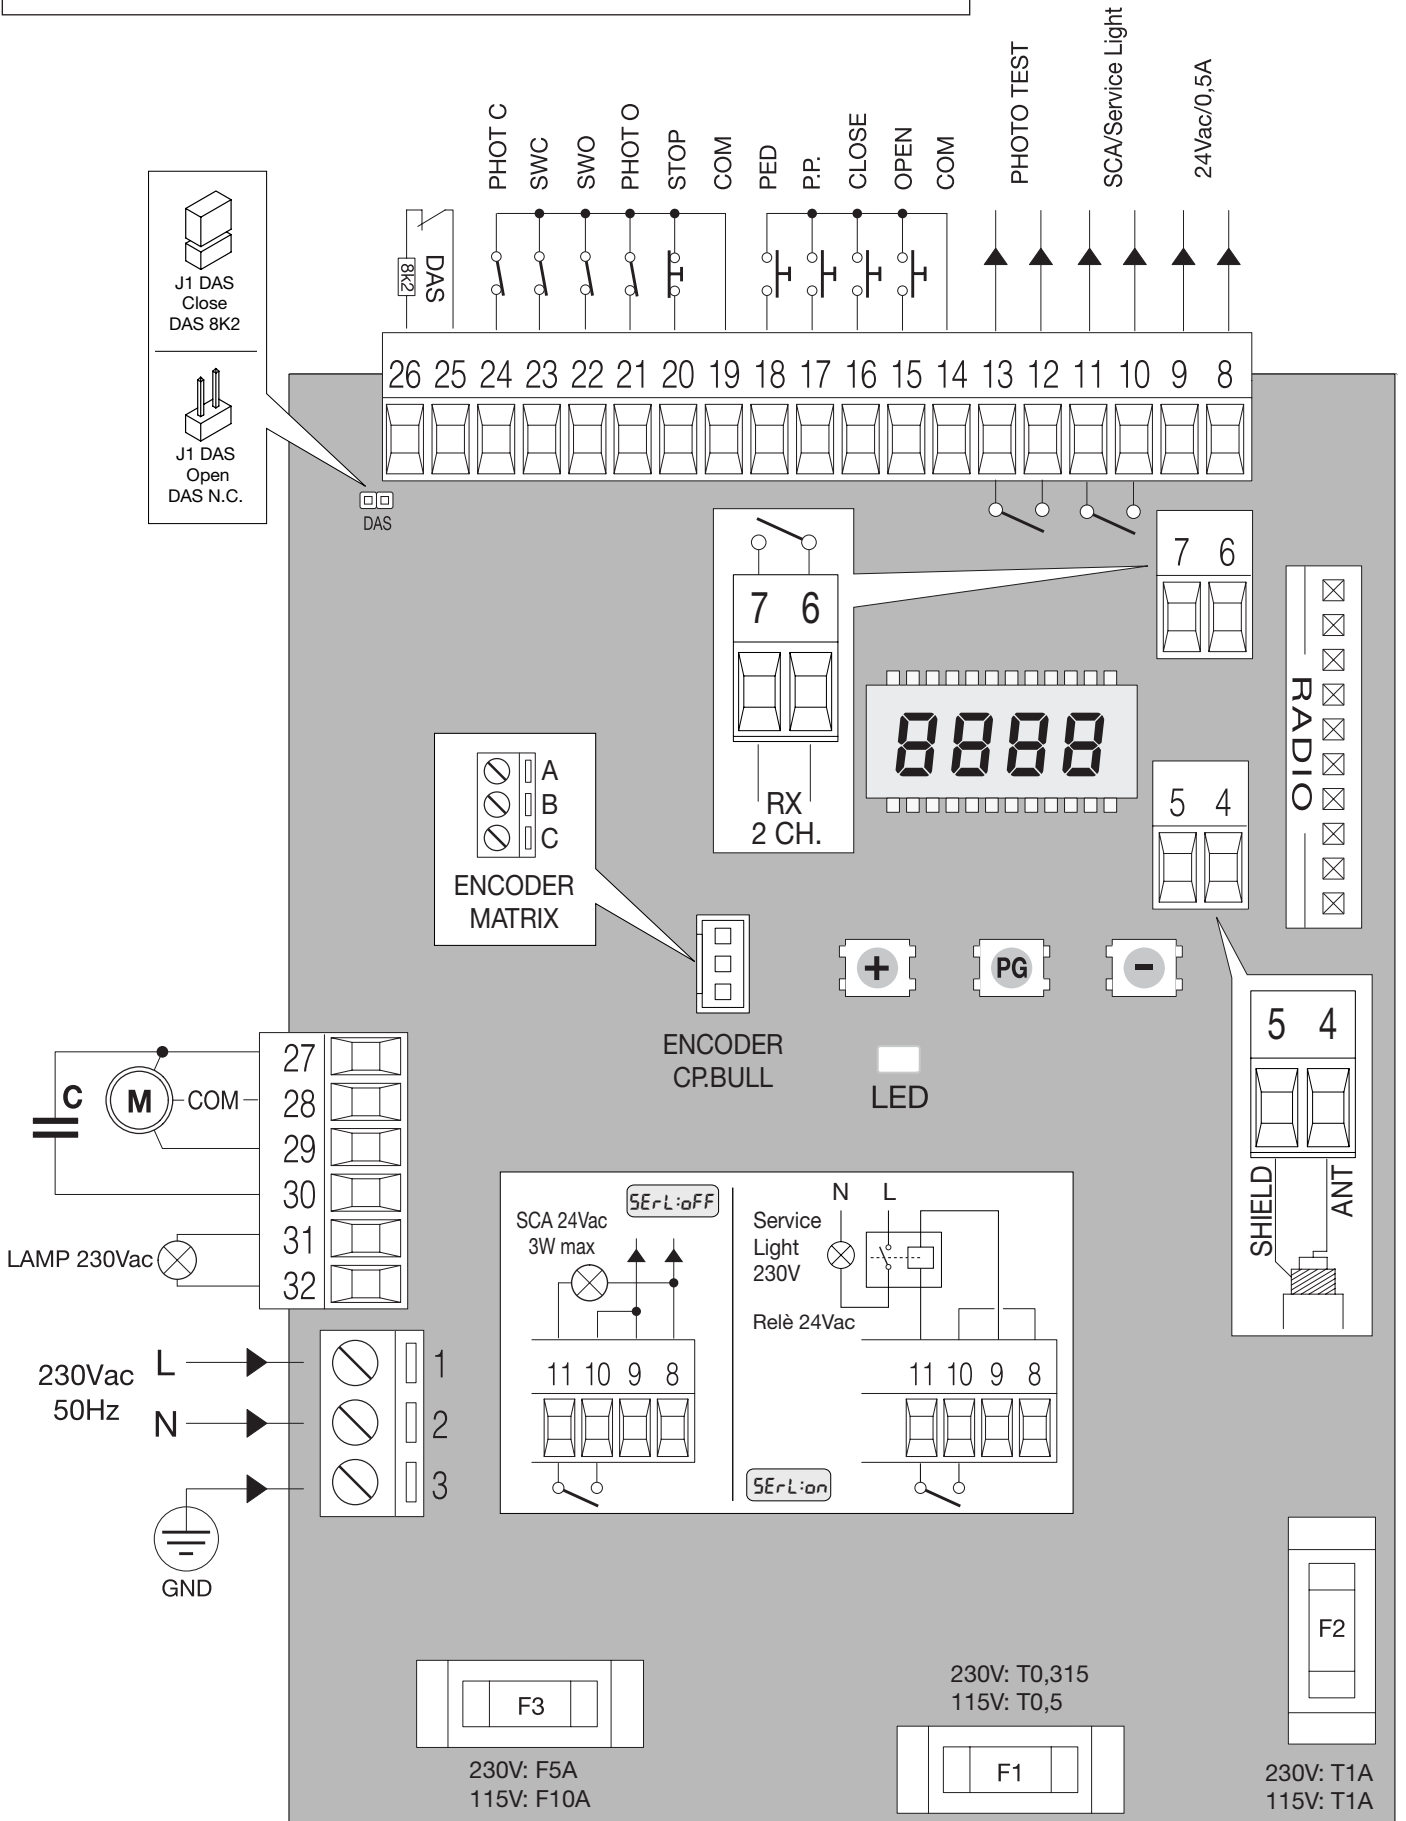 PHOT C
SWC
SWO
PHOT O
STOP
COM
PED
P.P.
CLOSE
OPEN
COM
PHOTO TEST
SCA/Service Light
24Vac/0,5A
J1 DAS
Close
DAS 8K2
J1 DAS
Open
DAS N.C.
8k2
DAS
26 25 24 23 22 21 20 19 18 17 16 15 14 13 12 11 10 9 8
DAS
7 6
7 6
RX
2 CH.
8888
RADIO
A
B
C
ENCODER
MATRIX
5 4
+
PG
-
ENCODER
CP.BULL
LED
5 4
SHIELD
ANT
C
M
COM
27
28
29
30
31
32
LAMP 230Vac
230Vac
50Hz
L
N
GND
1
2
3
SErL:oFF
SCA 24Vac
3W max
11 10 9 8
N L
Service
Light
230V
Relè 24Vac
11 10 9 8
SErL:on
F3
230V: F5A
115V: F10A
230V: T0,315
115V: T0,5
F1
F2
230V: T1A
115V: T1A